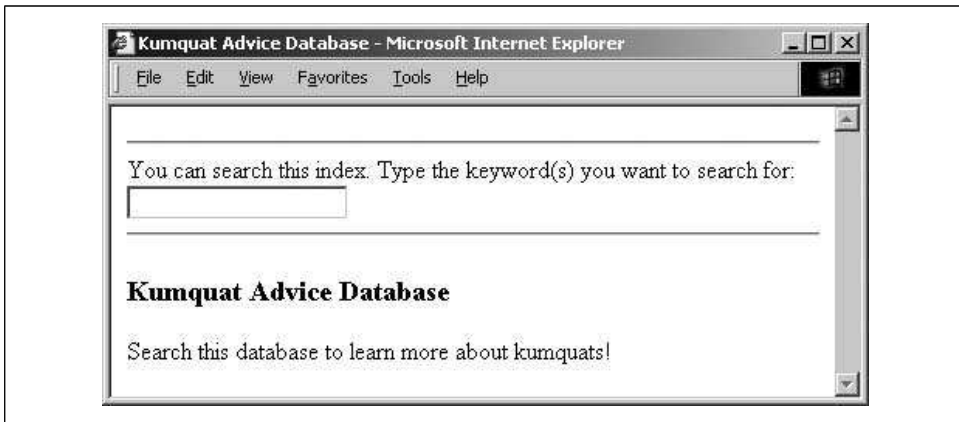 Kumquat Advice Database - Microsoft Internet Explorer
File Edit View Favorites Tools Help
You can search this index. Type the keyword(s) you want to search for:
Kumquat Advice Database
Search this database to learn more about kumquats!